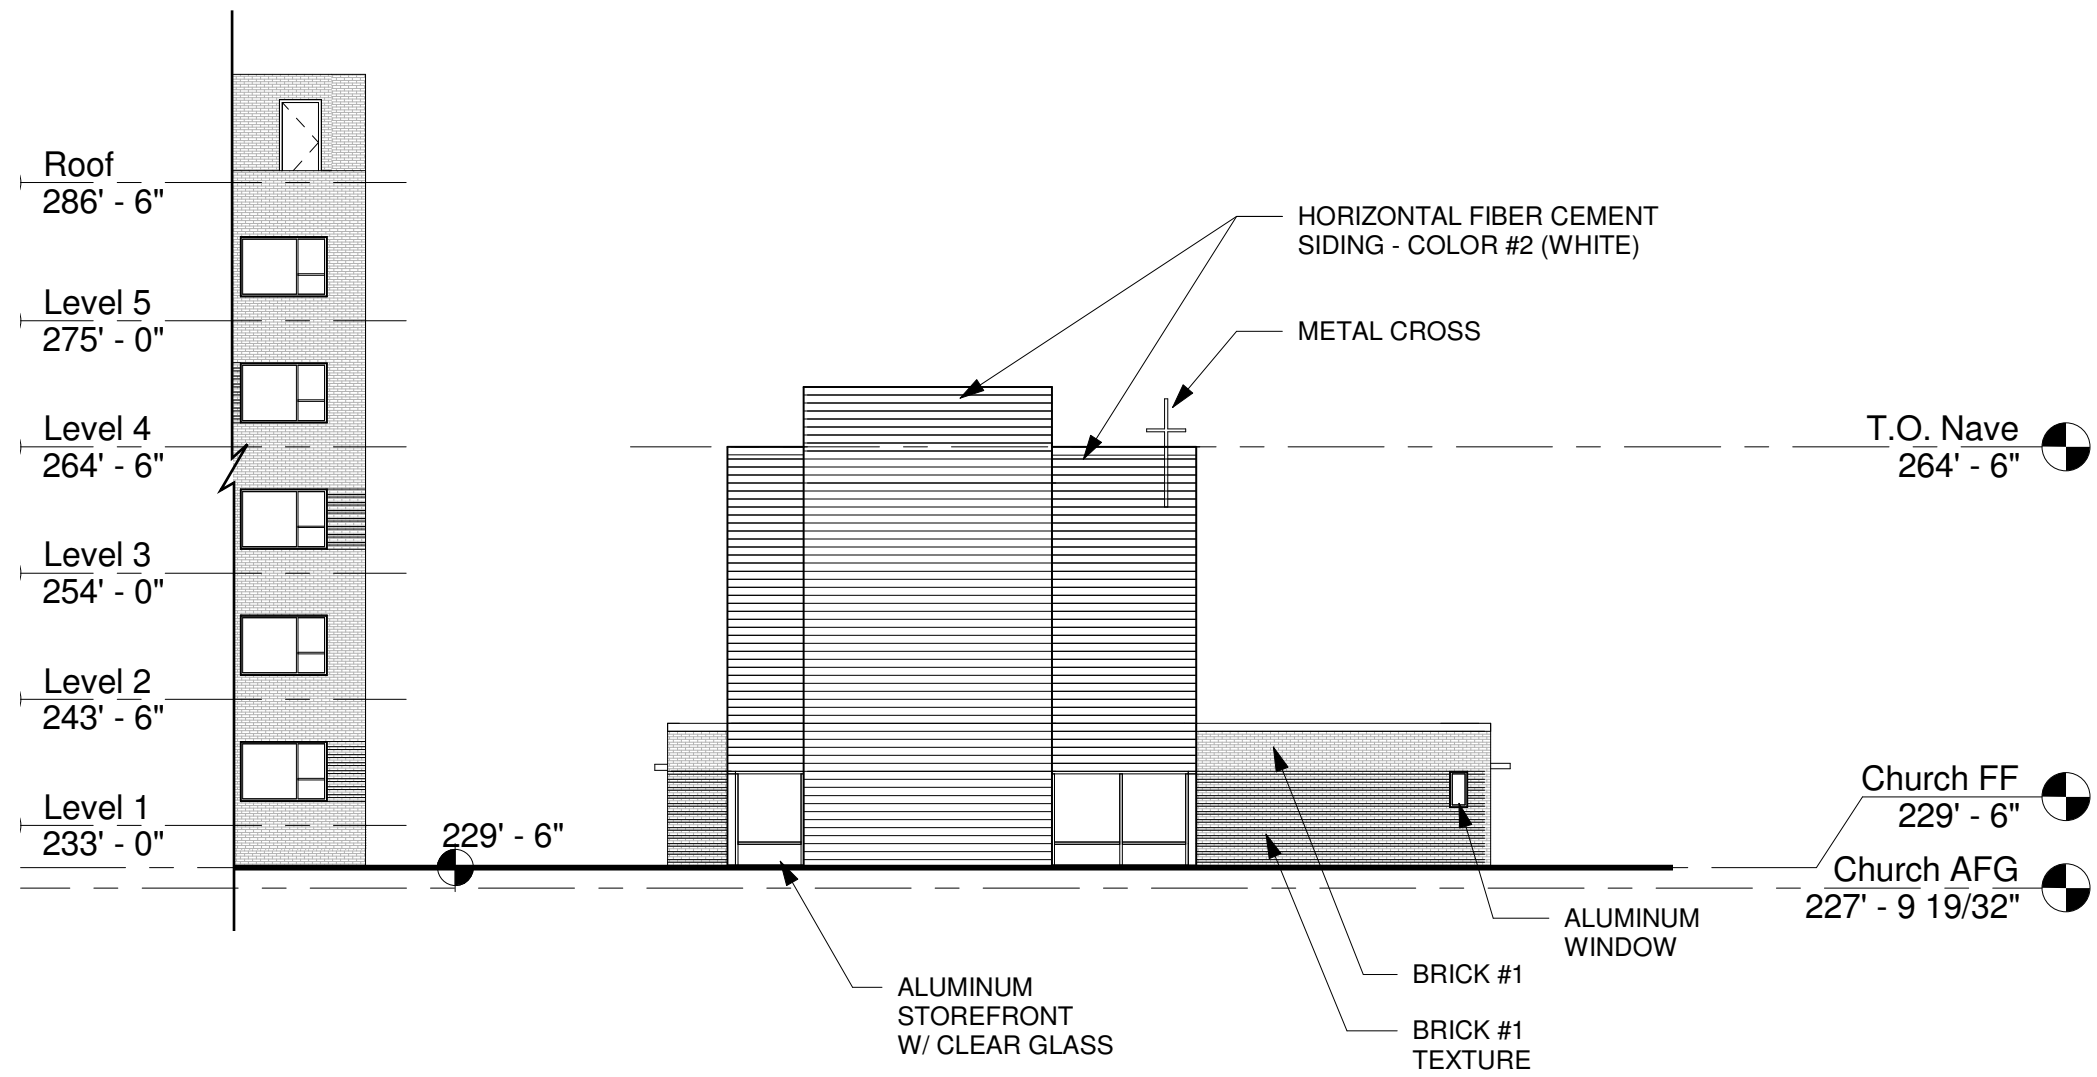 Roof
286' - 6"
Level 5
275' - 0"
Level 4
264' - 6"
Level 3
254' - 0"
Level 2
243' - 6"
Level 1
233' - 0"
229' - 6"
HORIZONTAL FIBER CEMENT
SIDING - COLOR #2 (WHITE)
METAL CROSS
T.O. Nave
264' - 6"
Church FF
229' - 6"
Church AFG
227' - 9 19/32"
ALUMINUM
WINDOW
BRICK #1
BRICK #1
TEXTURE
ALUMINUM
STOREFRONT
W/ CLEAR GLASS